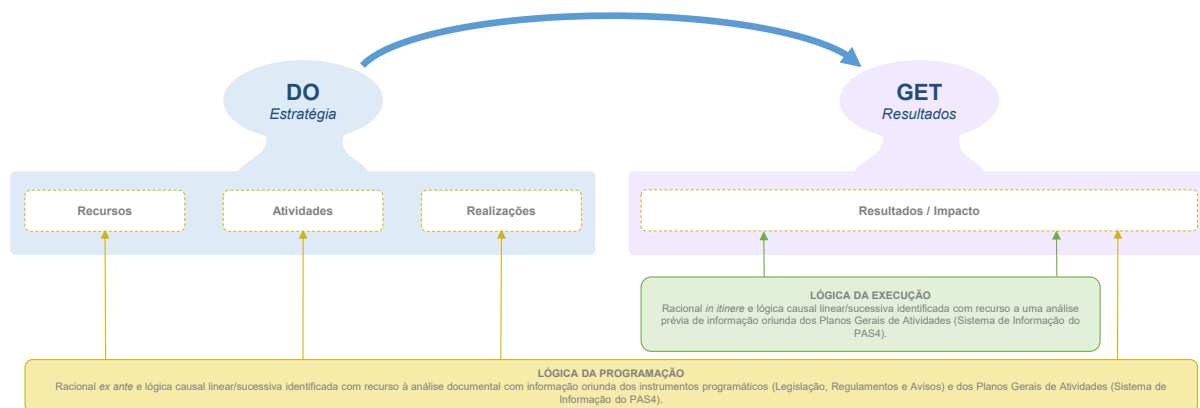 DO
Estratégia
GET
Resultados
Recursos
Atividades
Realizações
Resultados / Impacto
LÓGICA DA EXECUÇÃO
Racional in itinere e lógica causal linear/sucessiva identificada com recurso a uma análise
prévia de informação oriunda dos Planos Gerais de Atividades (Sistema de Informação do
PAS4).
LÓGICA DA PROGRAMAÇÃO
Racional ex ante e lógica causal linear/sucessiva identificada com recurso à análise documental com informação oriunda dos instrumentos programáticos (Legislação, Regulamentos e Avisos) e dos Planos Gerais de Atividades (Sistema de
Informação do PAS4).